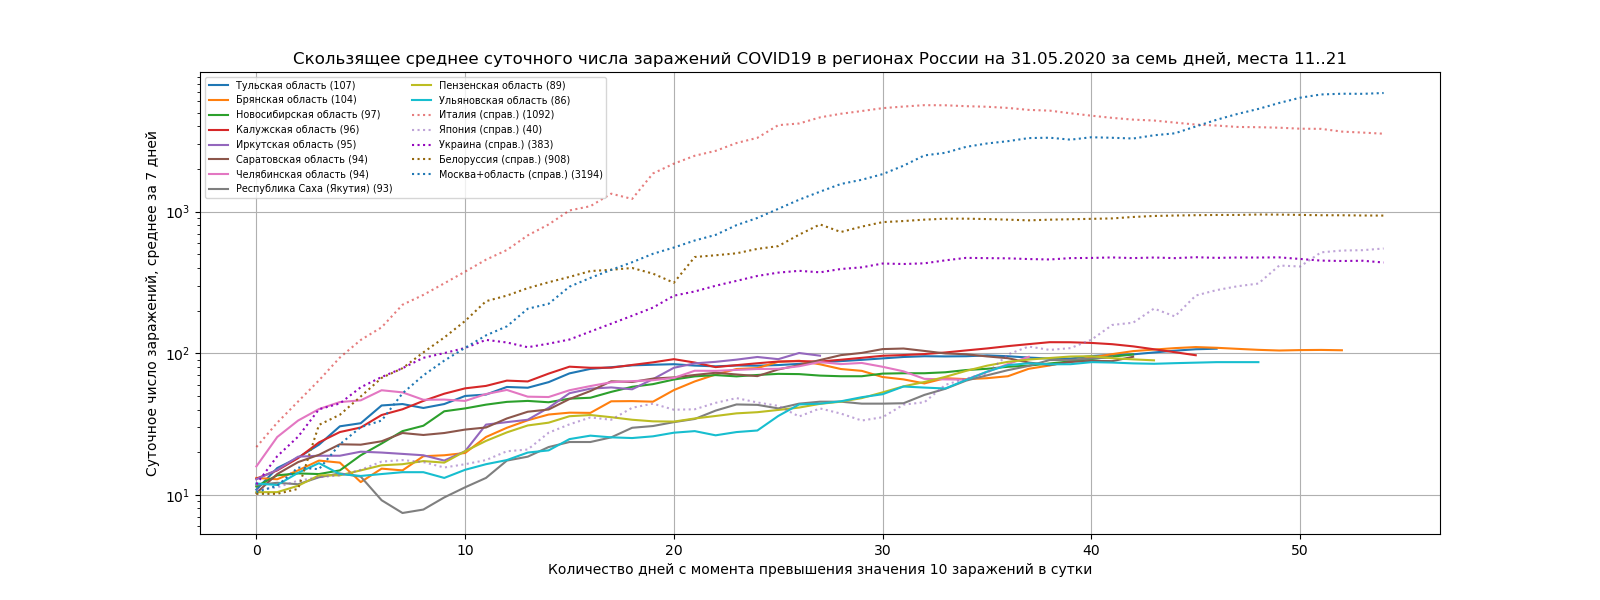 Скользящее среднее суточного числа заражений COVID19 в регионах России на 31.05.2020 за семь дней, места 11..21
Суточное число заражений, среднее за 7 дней
Тульская область (107)
Брянская область (104)
Новосибирская область (97)
Калужская область (96)
Иркутская область (95)
Саратовская область (94)
Челябинская область (94)
Республика Саха (Якутия) (93)
Пензенская область (89)
Ульяновская область (86)
Италия (справ.) (1092)
Япония (справ.) (40)
Украина (справ.) (383)
Белоруссия (справ.) (908)
Москва+область (справ.) (3194)
10³
10²
10¹
0 10 20 30 40 50
Количество дней с момента превышения значения 10 заражений в сутки